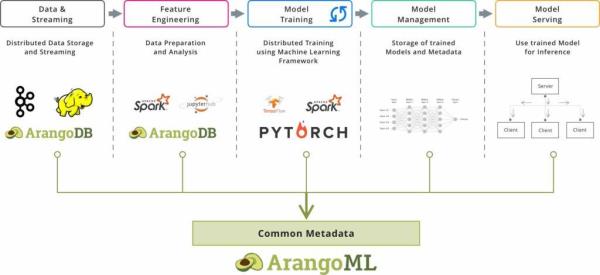 Data &
Streaming
Feature
Engineering
Model
Training
Model
Management
Model
Serving
Distributed Data Storage
and Streaming
Data Preparation
and Analysis
Distributed Training
using Machine Learning
Framework
Storage of trained
Models and Metadata
Use trained Model
for Inference
ArangoDB
APACHE
Spark
jupyterhub
ArangoDB
TensorFlow
APACHE
Spark
PYTORCH
Server
Client
Client
Client
Common Metadata
ArangoML